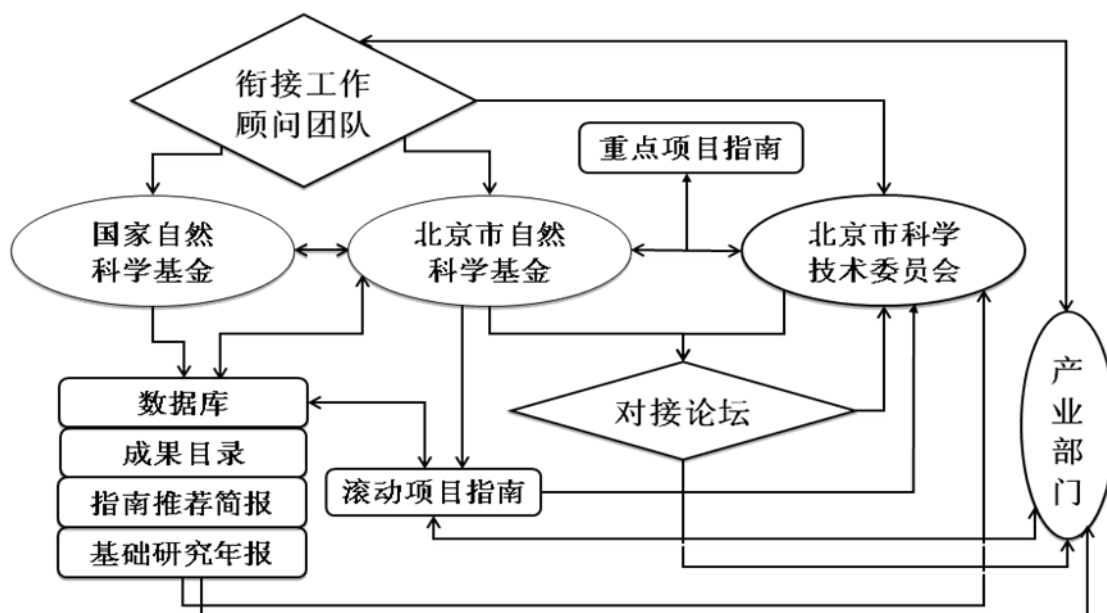 衔接工作
顾问团队
重点项目指南
国家自然
科学基金
北京市自然
科学基金
北京市科学
技术委员会
产
业
部
门
数据库
对接论坛
成果目录
指南推荐简报
滚动项目指南
基础研究年报